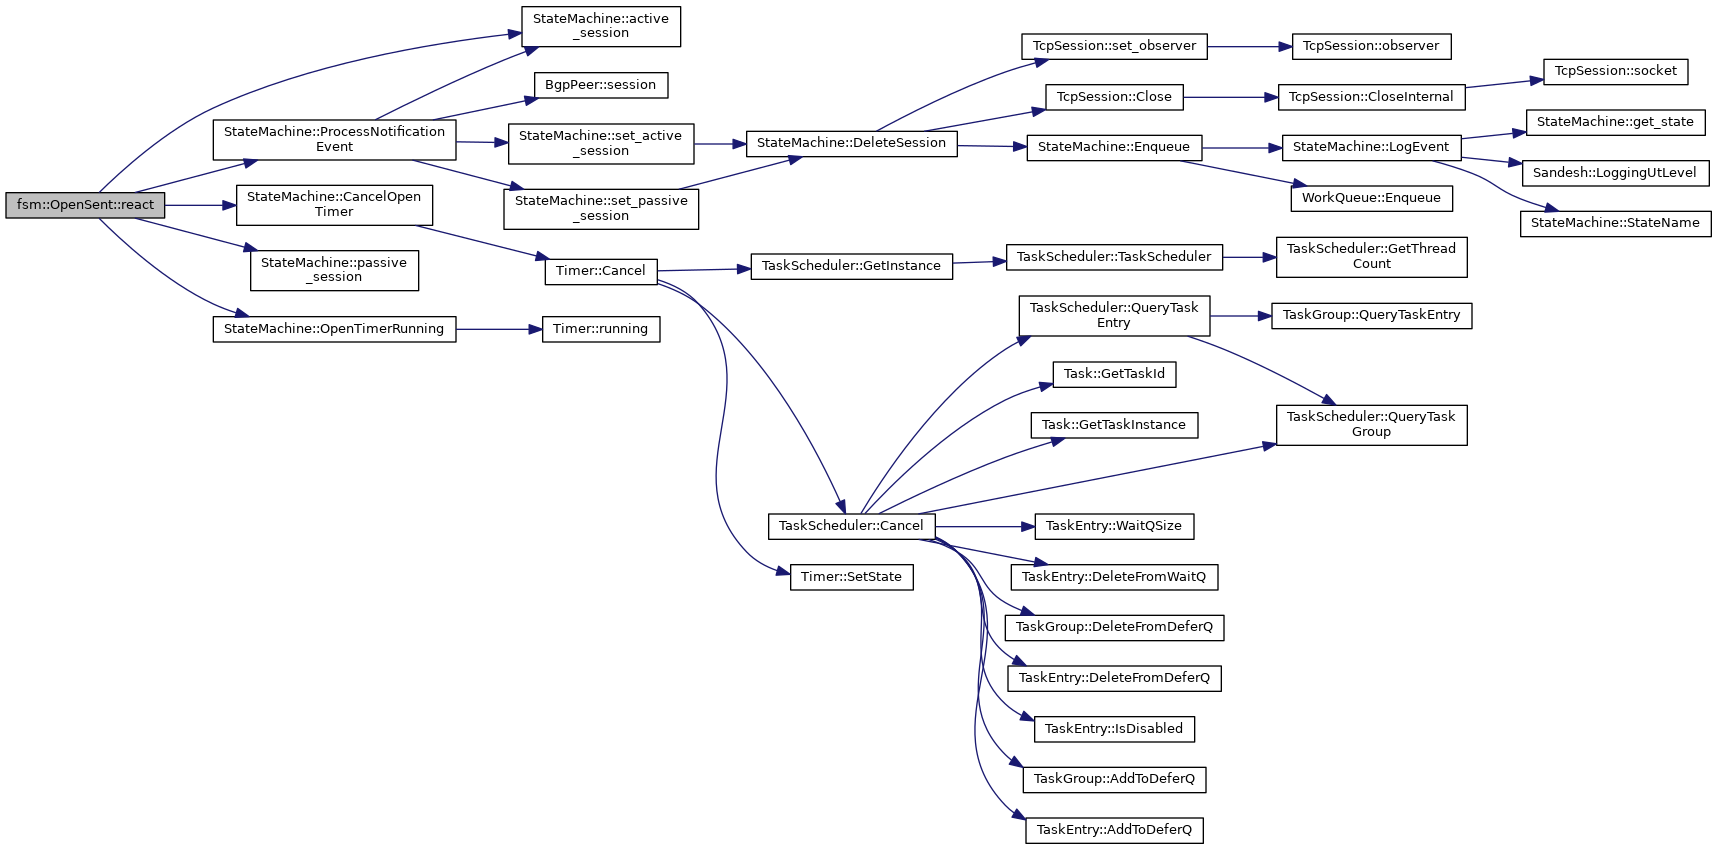 fsm::OpenSent::react
StateMachine::active
_session
StateMachine::ProcessNotification
Event
StateMachine::CancelOpen
Timer
StateMachine::passive
_session
StateMachine::OpenTimerRunning
BgpPeer::session
StateMachine::set_active
_session
StateMachine::set_passive
_session
Timer::Cancel
Timer::running
StateMachine::DeleteSession
TaskScheduler::GetInstance
TaskScheduler::Cancel
Timer::SetState
TcpSession::set_observer
TcpSession::Close
StateMachine::Enqueue
TaskScheduler::TaskScheduler
TaskScheduler::QueryTask
Entry
Task::GetTaskId
Task::GetTaskInstance
TaskEntry::WaitQSize
TaskEntry::DeleteFromWaitQ
TaskGroup::DeleteFromDeferQ
TaskEntry::DeleteFromDeferQ
TaskEntry::IsDisabled
TaskGroup::AddToDeferQ
TaskEntry::AddToDeferQ
TcpSession::observer
TcpSession::CloseInternal
StateMachine::LogEvent
WorkQueue::Enqueue
TaskScheduler::GetThread
Count
TaskGroup::QueryTaskEntry
TaskScheduler::QueryTask
Group
TcpSession::socket
StateMachine::get_state
Sandesh::LoggingUtLevel
StateMachine::StateName